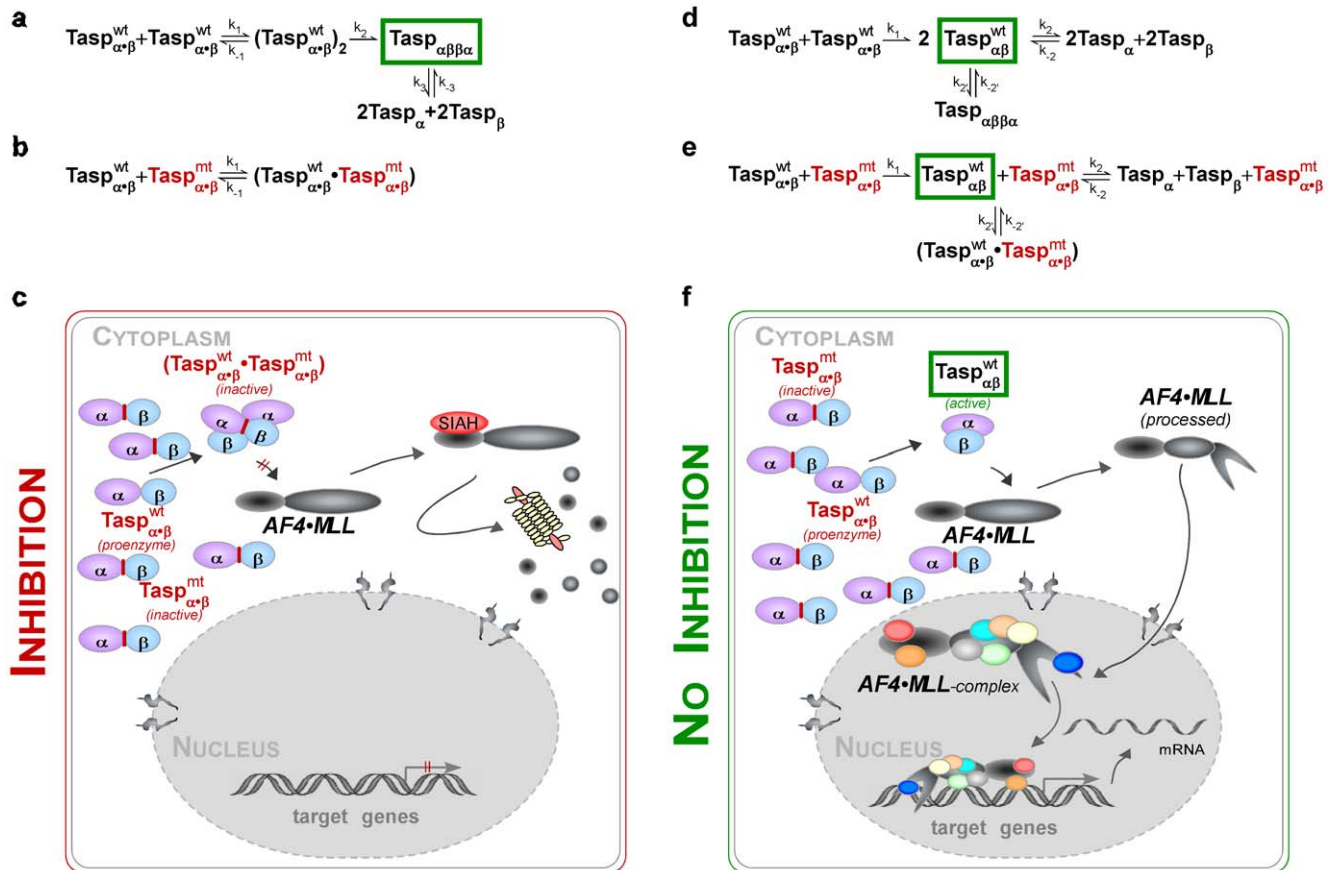 a
Tasp^wt_α•β+Tasp^wt_α•β k1 k-1 (Tasp^wt_α•β)2 k2 Tasp_αββα
k3 k-3
2Tasp_α+2Tasp_β
b
Tasp^wt_α•β+Tasp^mt_α•β k1 k-1 (Tasp^wt_α•β•Tasp^mt_α•β)
c
INHIBITION
CYTOPLASM
(Tasp^wt_α•β•Tasp^mt_α•β)
(inactive)
α β
α β
α α
β β
α β
Tasp^wt_α•β
(proenzyme)
α β
α β
Tasp^mt_α•β
(inactive)
α β
AF4•MLL
SIAH
NUCLEUS
target genes
d
Tasp^wt_α•β+Tasp^wt_α•β k1 2 Tasp^wt_αβ k2 k-2 2Tasp_α+2Tasp_β
k2' k-2'
Tasp_αββα
e
Tasp^wt_α•β+Tasp^mt_α•β k1 Tasp^wt_αβ +Tasp^mt_α•β k2 k-2 Tasp_α+Tasp_β+Tasp^mt_α•β
k2' k-2'
(Tasp^wt_α•β•Tasp^mt_α•β)
f
NO INHIBITION
CYTOPLASM
Tasp^mt_α•β
(inactive)
α β
α β
α β
Tasp^wt_α•β
(proenzyme)
α β
α β
α β
α β
Tasp^wt_αβ
(active)
α
β
AF4•MLL
AF4•MLL
(processed)
AF4•MLL-complex
NUCLEUS
mRNA
target genes